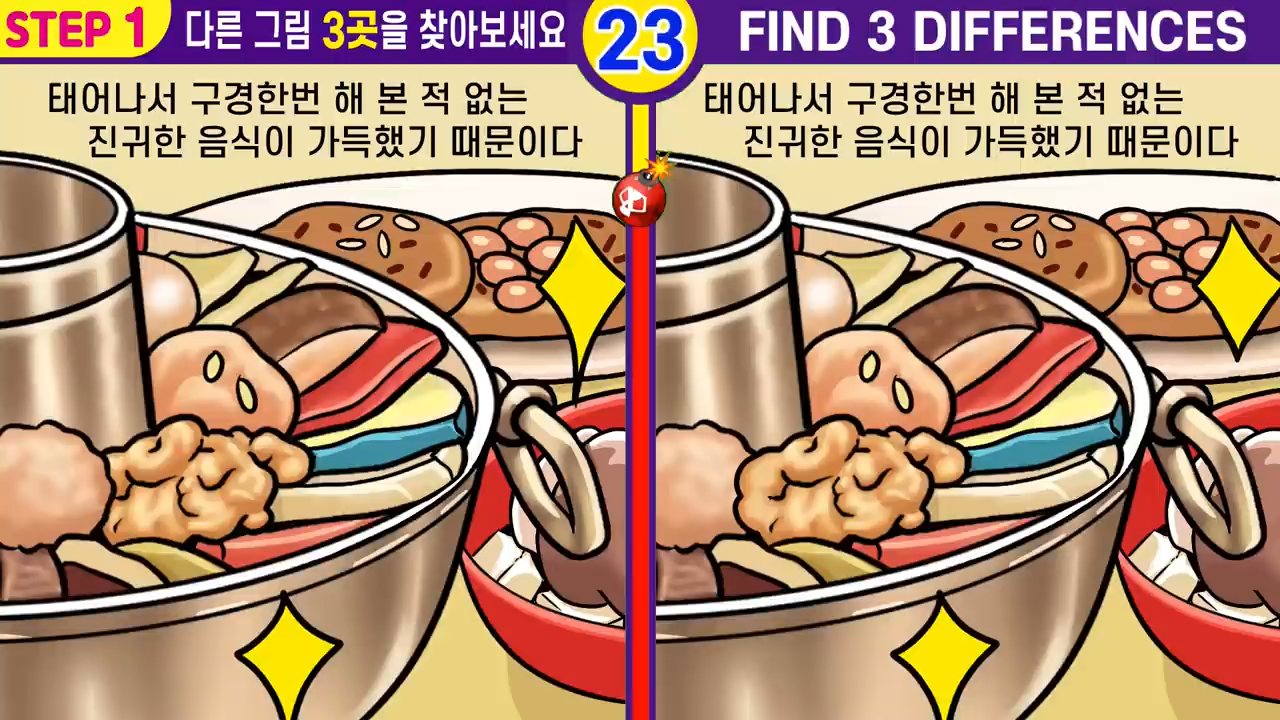 STEP 1 다른 그림 3곳을 찾아보세요 23 FIND 3 DIFFERENCES
태어나서 구경한번 해 본 적 없는
진귀한 음식이 가득했기 때문이다
태어나서 구경한번 해 본 적 없는
진귀한 음식이 가득했기 때문이다